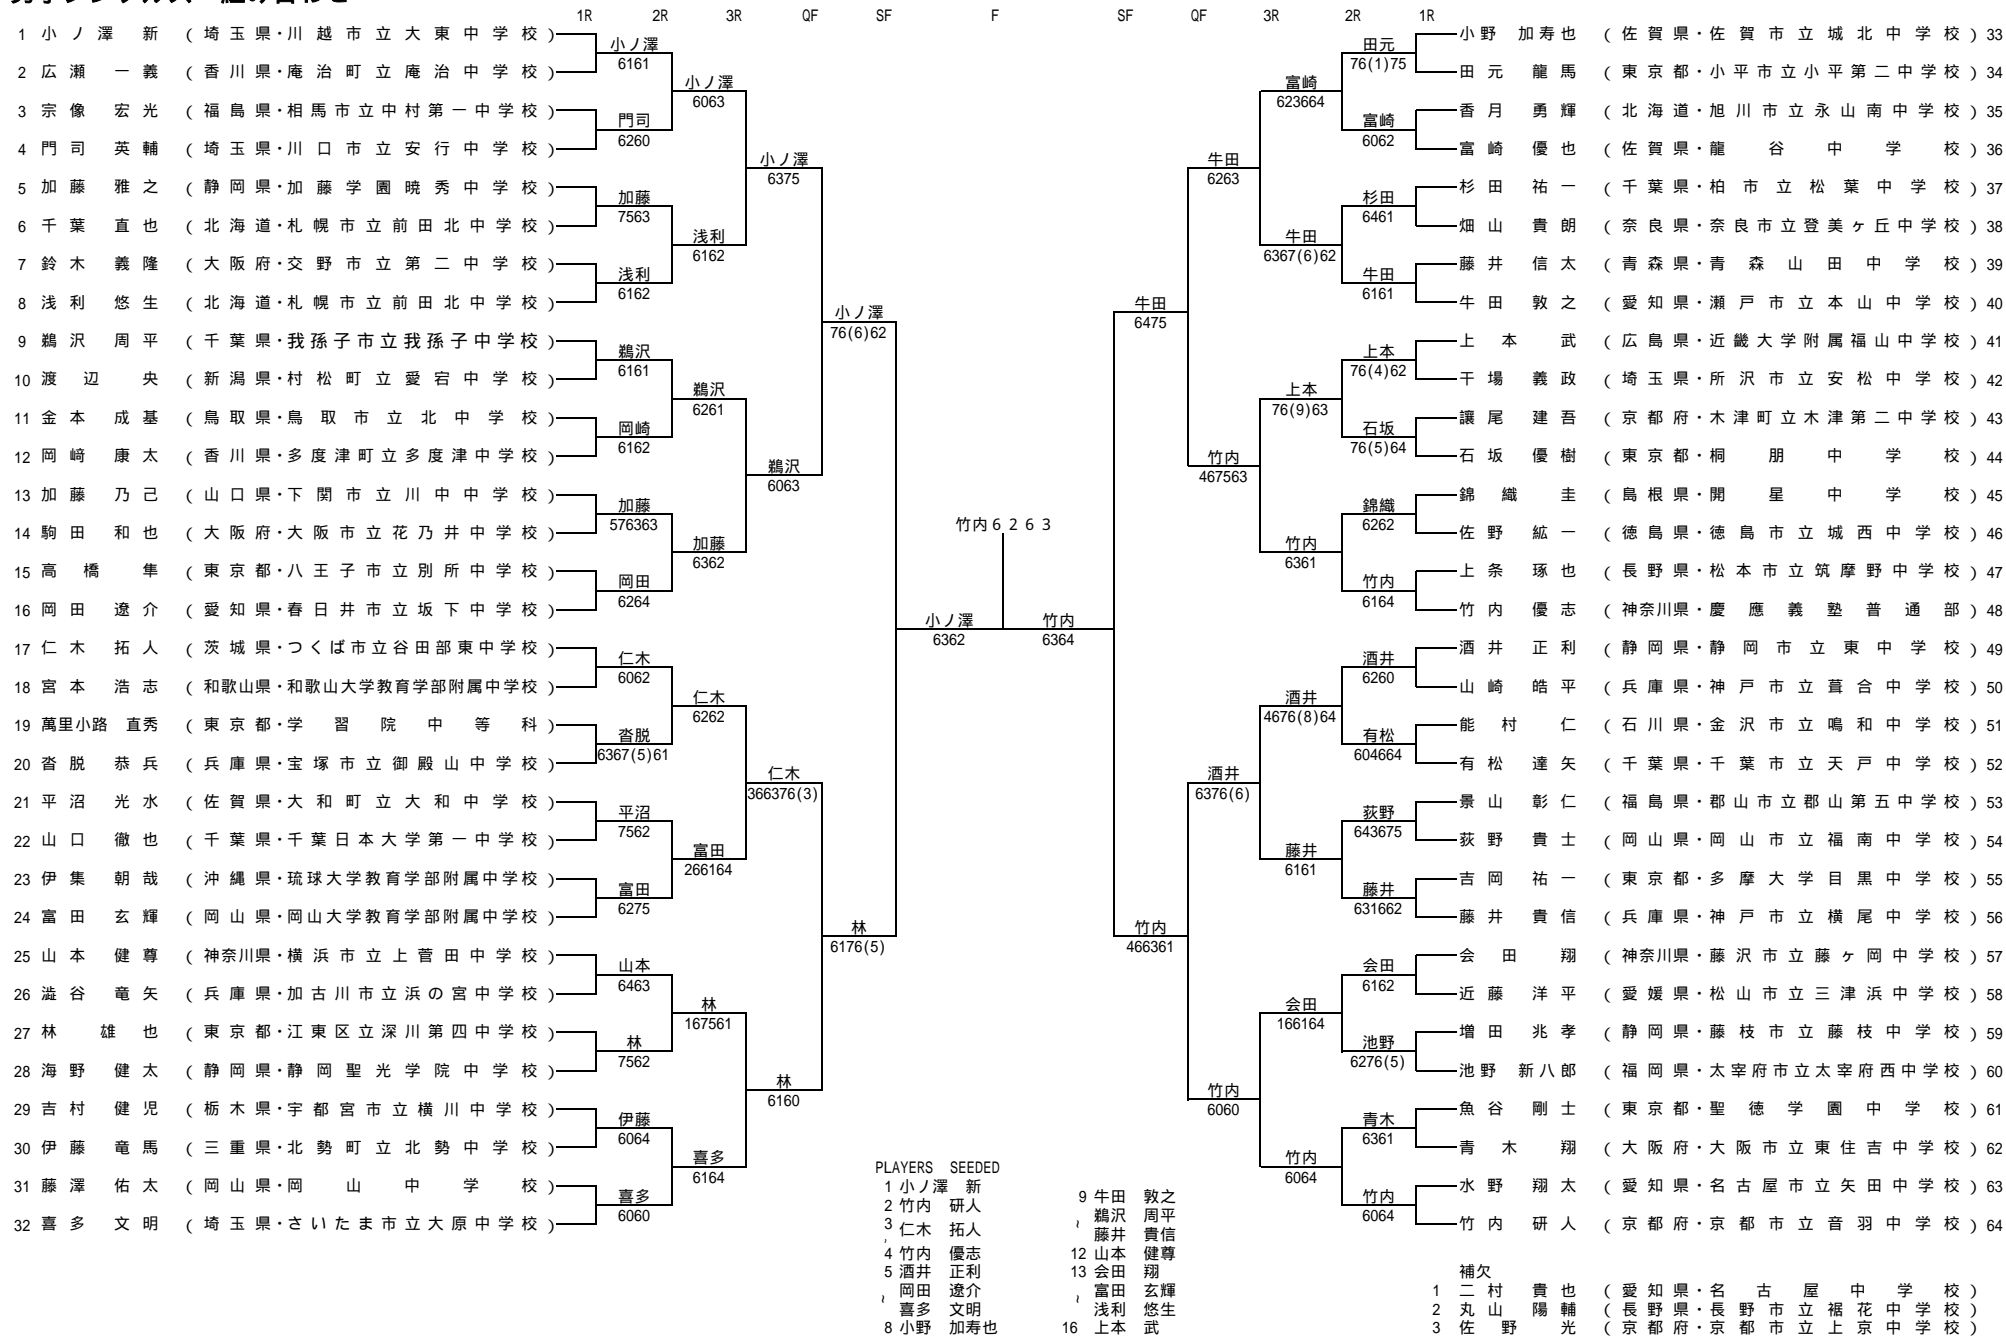 1R 2R 3R QF SF F SF QF 3R 2R 1R
1 小ノ澤 新 (埼玉県・川越市立大東中学校)
2 広瀬 一義 (香川県・庵治町立庵治中学校)
3 宗像 宏光 (福島県・相馬市立中村第一中学校)
4 門司 英輔 (埼玉県・川口市立安行中学校)
5 加藤 雅之 (静岡県・加藤学園暁秀中学校)
6 千葉 直也 (北海道・札幌市立前田北中学校)
7 鈴木 義隆 (大阪府・交野市立第二中学校)
8 浅利 悠生 (北海道・札幌市立前田北中学校)
9 鵜沢 周平 (千葉県・我孫子市立我孫子中学校)
10 渡辺 央 (新潟県・村松町立愛宕中学校)
11 金本 成基 (鳥取県・鳥取市立北中学校)
12 岡﨑 康太 (香川県・多度津町立多度津中学校)
13 加藤 乃己 (山口県・下関市立川中中学校)
14 駒田 和也 (大阪府・大阪市立花乃井中学校)
15 高橋 隼 (東京都・八王子市立別所中学校)
16 岡田 遼介 (愛知県・春日井市立坂下中学校)
17 仁木 拓人 (茨城県・つくば市立谷田部東中学校)
18 宮本 浩志 (和歌山県・和歌山大学教育学部附属中学校)
19 萬里小路 直秀 (東京都・学習院中等科)
20 沓脱 恭兵 (兵庫県・宝塚市立御殿山中学校)
21 平沼 光水 (佐賀県・大和町立大和中学校)
22 山口 徹也 (千葉県・千葉日本大学第一中学校)
23 伊集 朝哉 (沖縄県・琉球大学教育学部附属中学校)
24 富田 玄輝 (岡山県・岡山大学教育学部附属中学校)
25 山本 健尊 (神奈川県・横浜市立上菅田中学校)
26 澁谷 竜矢 (兵庫県・加古川市立浜の宮中学校)
27 林 雄也 (東京都・江東区立深川第四中学校)
28 海野 健太 (静岡県・静岡聖光学院中学校)
29 吉村 健児 (栃木県・宇都宮市立横川中学校)
30 伊藤 竜馬 (三重県・北勢町立北勢中学校)
31 藤澤 佑太 (岡山県・岡山中学校)
32 喜多 文明 (埼玉県・さいたま市立大原中学校)
小ノ澤
6161
門司
6260
加藤
7563
浅利
6162
鵜沢
6161
岡崎
6162
加藤
576363
岡田
6264
仁木
6062
沓脱
6367(5)61
平沼
7562
富田
6275
山本
6463
林
7562
伊藤
6064
喜多
6060
小ノ澤
6063
浅利
6162
鵜沢
6261
加藤
6362
仁木
6262
富田
266164
林
167561
喜多
6164
小ノ澤
6375
鵜沢
6063
仁木
366376(3)
林
6160
小ノ澤
76(6)62
林
6176(5)
小ノ澤
6362
竹内6263
竹内
6364
牛田
6475
竹内
466361
牛田
6263
竹内
467563
酒井
6376(6)
竹内
6060
富崎
623664
牛田
6367(6)62
上本
76(9)63
竹内
6361
酒井
4676(8)64
藤井
6161
会田
166164
竹内
6064
田元
76(1)75
富崎
6062
杉田
6461
牛田
6161
上本
76(4)62
石坂
76(5)64
錦織
6262
竹内
6164
酒井
6260
有松
604664
荻野
643675
藤井
631662
会田
6162
池野
6276(5)
青木
6361
竹内
6064
小野 加寿也 (佐賀県・佐賀市立城北中学校) 33
田元 龍馬 (東京都・小平市立小平第二中学校) 34
香月 勇輝 (北海道・旭川市立永山南中学校) 35
富崎 優也 (佐賀県・龍谷中学校) 36
杉田 祐一 (千葉県・柏市立松葉中学校) 37
畑山 貴朗 (奈良県・奈良市立登美ヶ丘中学校) 38
藤井 信太 (青森県・青森山田中学校) 39
牛田 敦之 (愛知県・瀬戸市立本山中学校) 40
上本 武 (広島県・近畿大学附属福山中学校) 41
干場 義政 (埼玉県・所沢市立安松中学校) 42
譲尾 建吾 (京都府・木津町立木津第二中学校) 43
石坂 優樹 (東京都・桐朋中学校) 44
錦織 圭 (島根県・開星中学校) 45
佐野 紘一 (徳島県・徳島市立城西中学校) 46
上条 琢也 (長野県・松本市立筑摩野中学校) 47
竹内 優志 (神奈川県・慶應義塾普通部) 48
酒井 正利 (静岡県・静岡市立東中学校) 49
山崎 皓平 (兵庫県・神戸市立葺合中学校) 50
能村 仁 (石川県・金沢市立鳴和中学校) 51
有松 達矢 (千葉県・千葉市立天戸中学校) 52
景山 彰仁 (福島県・郡山市立郡山第五中学校) 53
荻野 貴士 (岡山県・岡山市立福南中学校) 54
吉岡 祐一 (東京都・多摩大学目黒中学校) 55
藤井 貴信 (兵庫県・神戸市立横尾中学校) 56
会田 翔 (神奈川県・藤沢市立藤ヶ岡中学校) 57
近藤 洋平 (愛媛県・松山市立三津浜中学校) 58
増田 兆孝 (静岡県・藤枝市立藤枝中学校) 59
池野 新八郎 (福岡県・太宰府市立太宰府西中学校) 60
魚谷 剛士 (東京都・聖徳学園中学校) 61
青木 翔 (大阪府・大阪市立東住吉中学校) 62
水野 翔太 (愛知県・名古屋市立矢田中学校) 63
竹内 研人 (京都府・京都市立音羽中学校) 64
PLAYERS SEEDED
1 小ノ澤 新
2 竹内 研人
3, 仁木 拓人
4 竹内 優志
5 酒井 正利
岡田 遼介
~
喜多 文明
8 小野 加寿也
9 牛田 敦之
鵜沢 周平
~
藤井 貴信
12 山本 健尊
13 会田 翔
富田 玄輝
~
浅利 悠生
16 上本 武
補欠
1 二村 貴也 (愛知県・名古屋中学校)
2 丸山 陽輔 (長野県・長野市立裾花中学校)
3 佐野 光 (京都府・京都市立上京中学校)